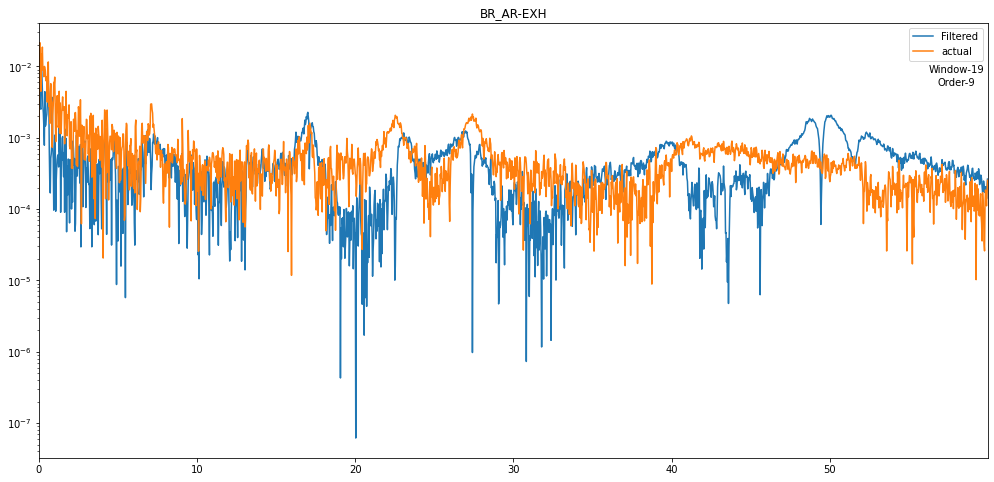 BR_AR-EXH
Filtered
actual
Window-19
Order-9
10⁻²
10⁻³
10⁻⁴
10⁻⁵
10⁻⁶
10⁻⁷
0 10 20 30 40 50